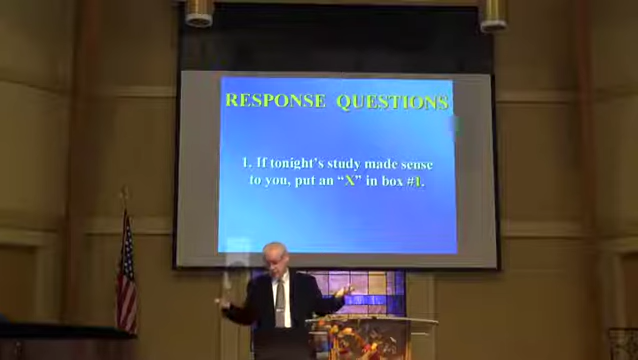 RESPONSE QUESTIONS
1. If tonight's study made sense
to you, put an “X” in box #1.